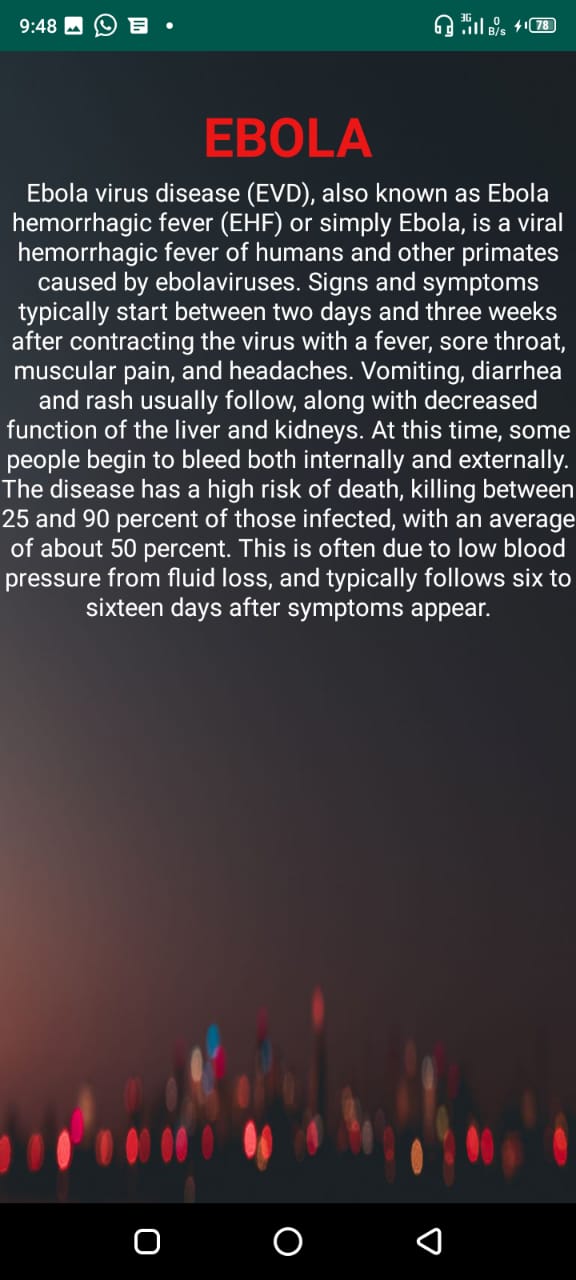 9:48
3G
0
B/s
78
EBOLA
Ebola virus disease (EVD), also known as Ebola
hemorrhagic fever (EHF) or simply Ebola, is a viral
hemorrhagic fever of humans and other primates
caused by ebolaviruses. Signs and symptoms
typically start between two days and three weeks
after contracting the virus with a fever, sore throat,
muscular pain, and headaches. Vomiting, diarrhea
and rash usually follow, along with decreased
function of the liver and kidneys. At this time, some
people begin to bleed both internally and externally.
The disease has a high risk of death, killing between
25 and 90 percent of those infected, with an average
of about 50 percent. This is often due to low blood
pressure from fluid loss, and typically follows six to
sixteen days after symptoms appear.